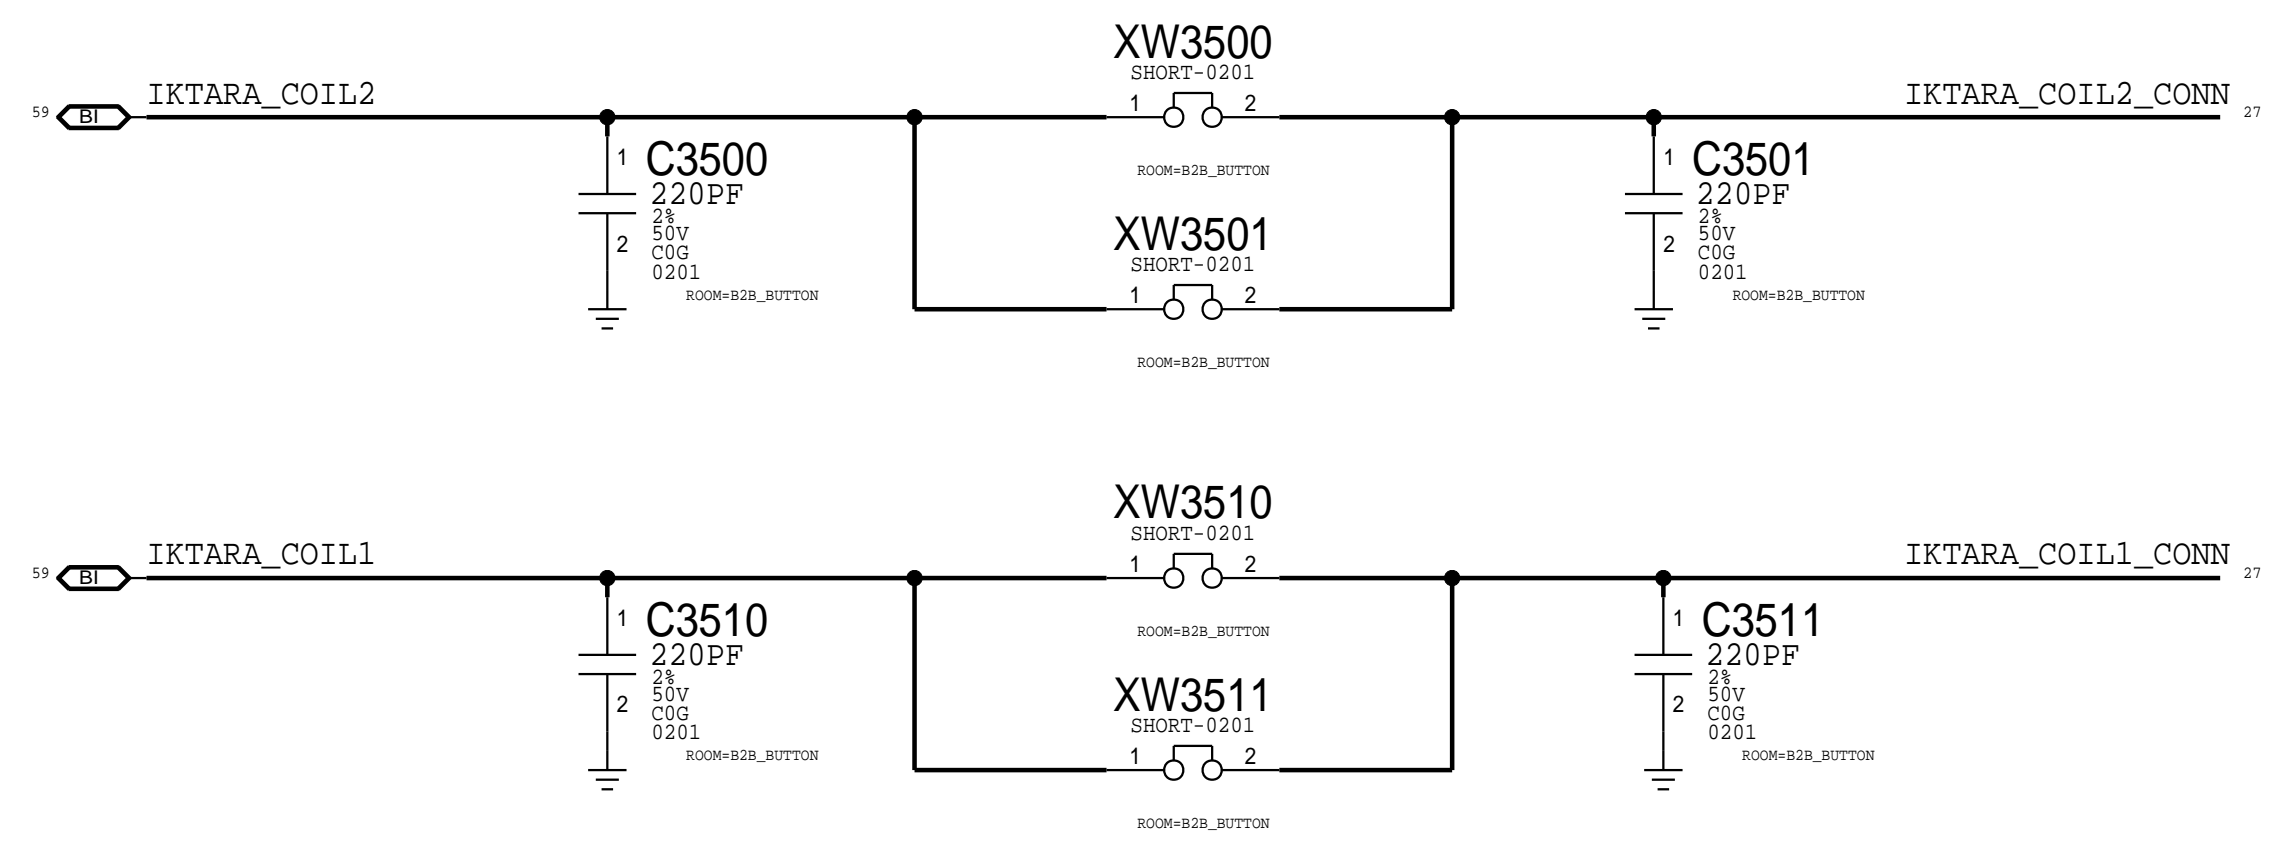 XW3500
SHORT-0201
59 BI IKTARA_COIL2
1 2
IKTARA_COIL2_CONN 27
1 C3500
220PF
2%
50V
2 C0G
0201
ROOM=B2B_BUTTON
ROOM=B2B_BUTTON
XW3501
SHORT-0201
1 2
ROOM=B2B_BUTTON
1 C3501
220PF
2%
50V
2 C0G
0201
ROOM=B2B_BUTTON
XW3510
SHORT-0201
59 BI IKTARA_COIL1
1 2
IKTARA_COIL1_CONN 27
1 C3510
220PF
2%
50V
2 C0G
0201
ROOM=B2B_BUTTON
ROOM=B2B_BUTTON
XW3511
SHORT-0201
1 2
ROOM=B2B_BUTTON
1 C3511
220PF
2%
50V
2 C0G
0201
ROOM=B2B_BUTTON